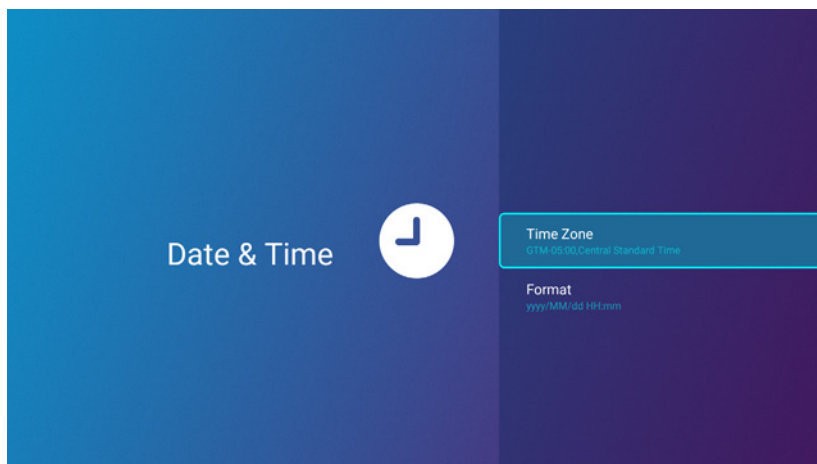 Date & Time
Time Zone
GTM-05:00,Central Standard Time
Format
yyyy/MM/dd HH:mm